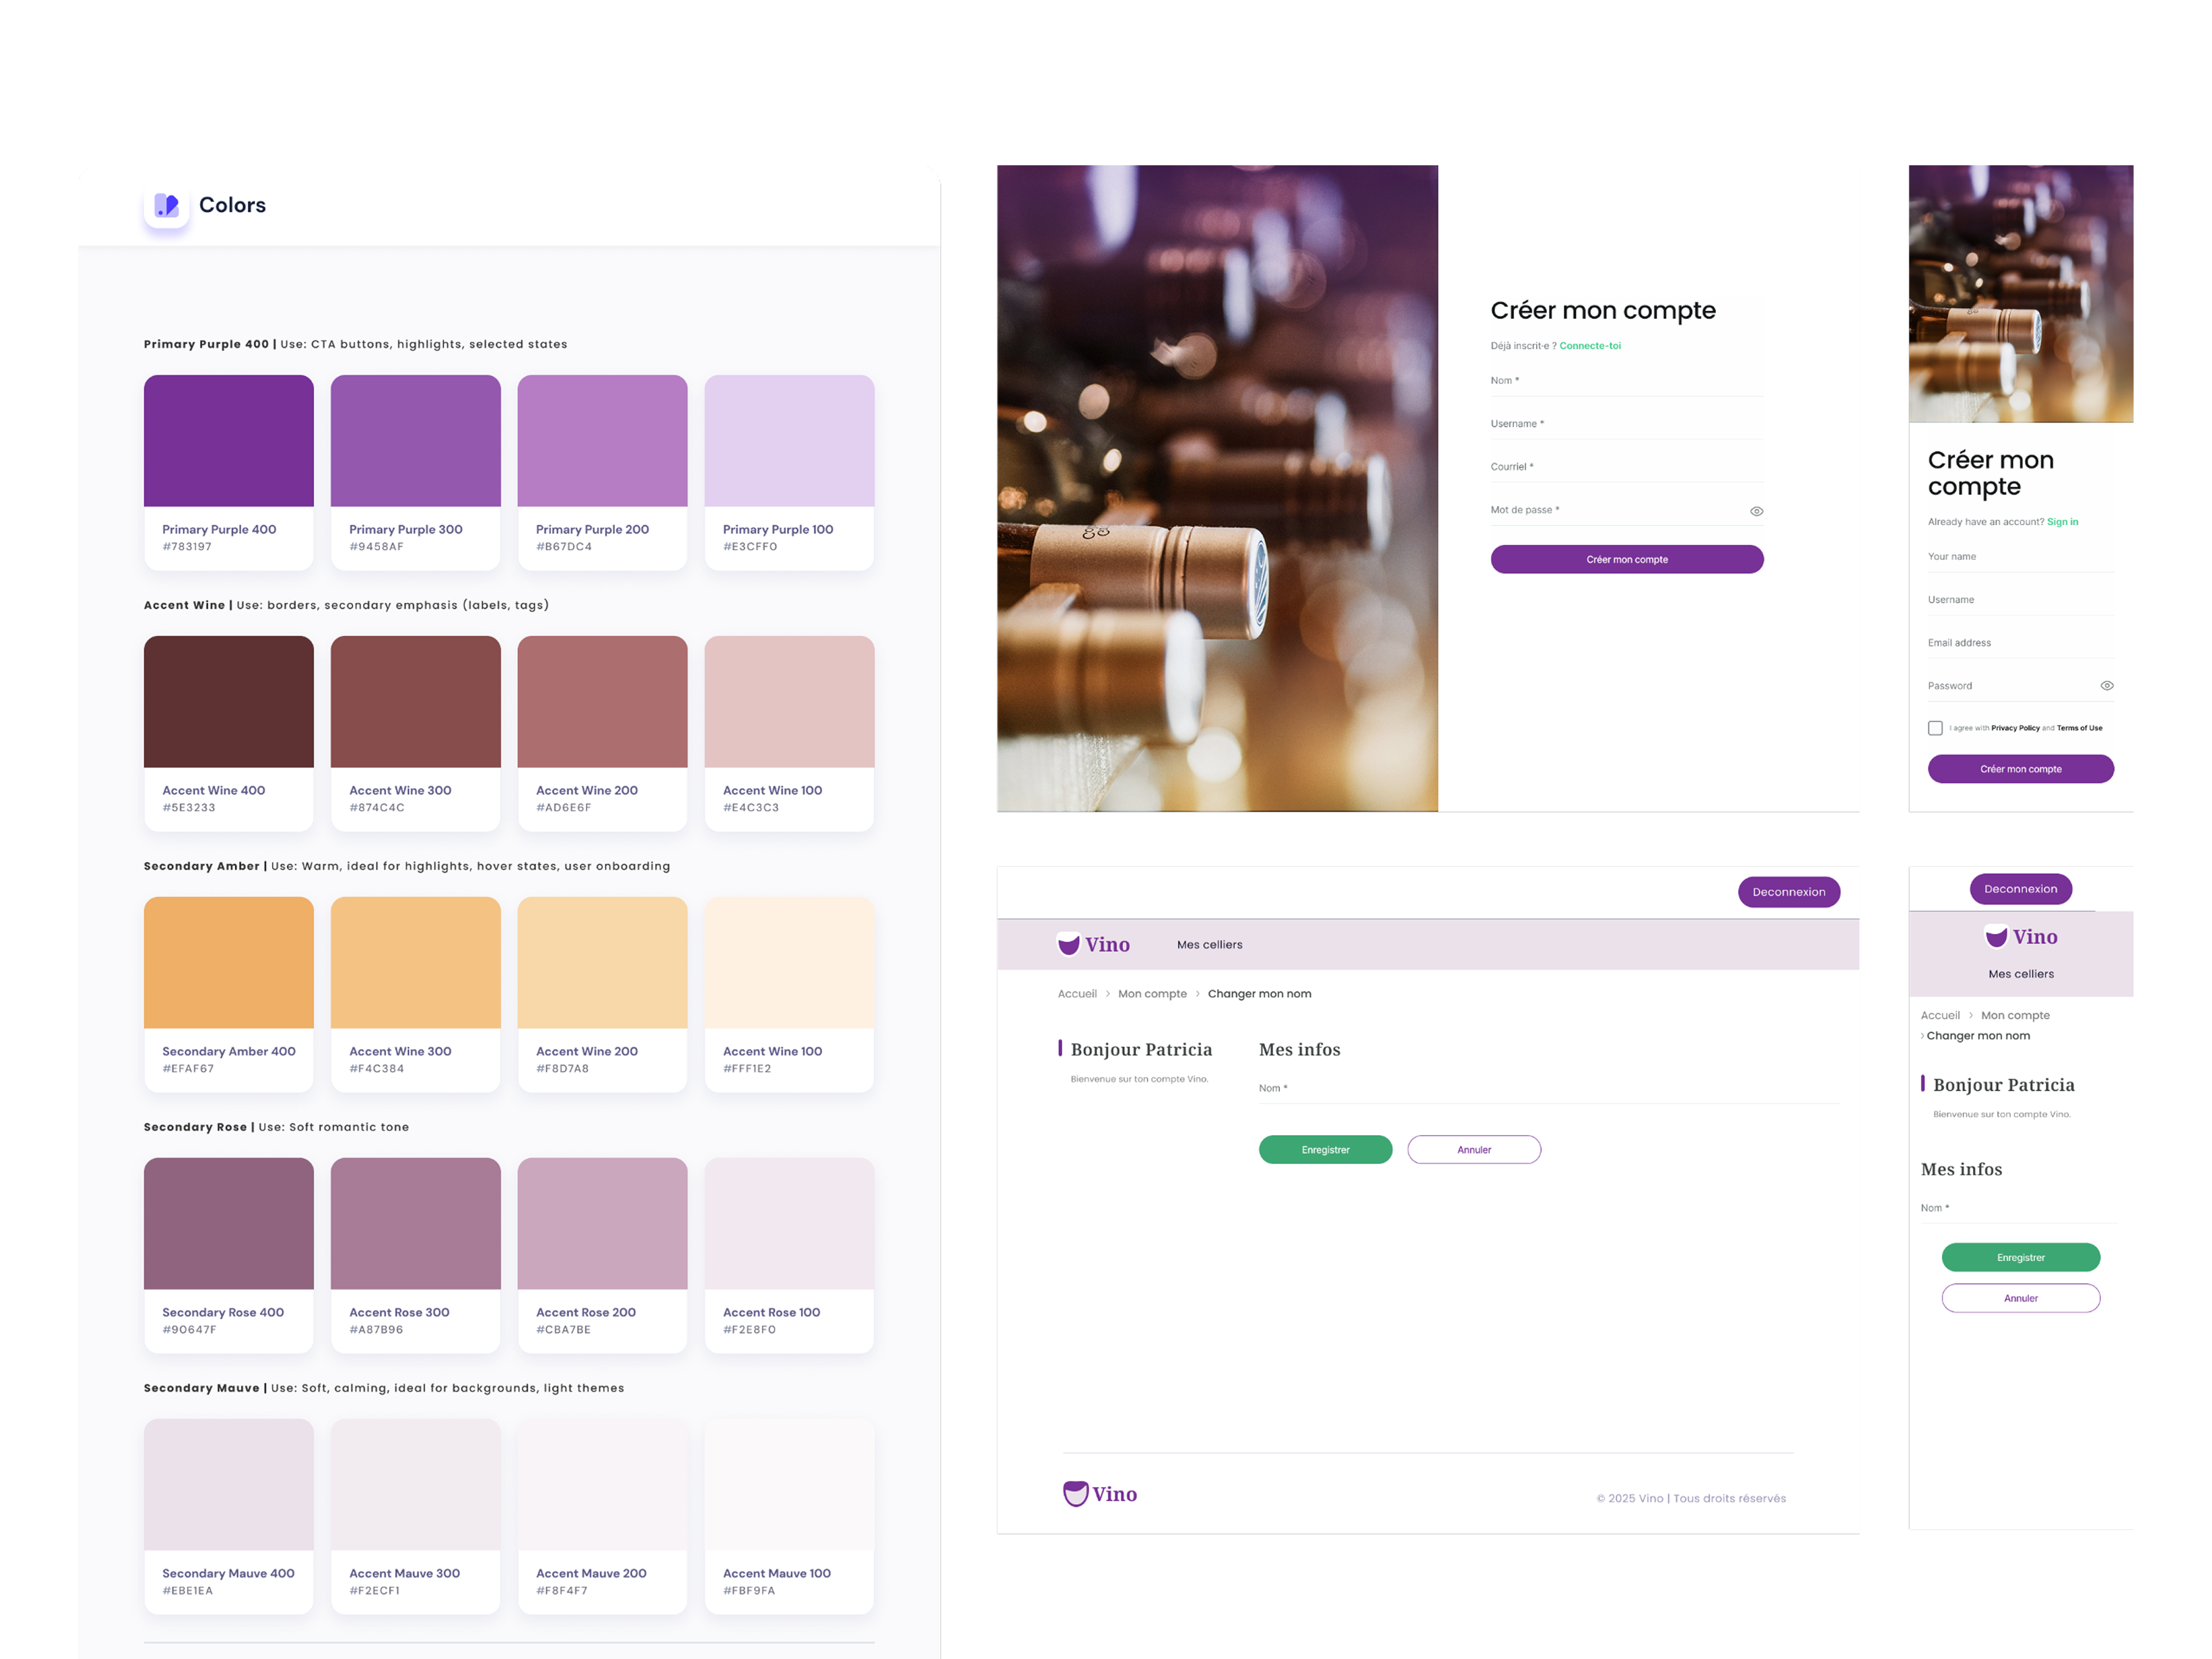 Colors
Primary Purple 400 | Use: CTA buttons, highlights, selected states
Primary Purple 400
#783197
Primary Purple 300
#9458AF
Primary Purple 200
#B67DC4
Primary Purple 100
#E3CFF0
Accent Wine | Use: borders, secondary emphasis (labels, tags)
Accent Wine 400
#5E3233
Accent Wine 300
#874C4C
Accent Wine 200
#AD6E6F
Accent Wine 100
#E4C3C3
Secondary Amber | Use: Warm, ideal for highlights, hover states, user onboarding
Secondary Amber 400
#EFAF67
Accent Wine 300
#F4C384
Accent Wine 200
#F8D7A8
Accent Wine 100
#FFF1E2
Secondary Rose | Use: Soft romantic tone
Secondary Rose 400
#90647F
Accent Rose 300
#A87B96
Accent Rose 200
#CBA7BE
Accent Rose 100
#F2E8F0
Secondary Mauve | Use: Soft, calming, ideal for backgrounds, light themes
Secondary Mauve 400
#EBE1EA
Accent Mauve 300
#F2ECF1
Accent Mauve 200
#F8F4F7
Accent Mauve 100
#FBF9FA
Créer mon compte
Déjà inscrit·e ? Connecte-toi
Nom *
Username *
Courriel *
Mot de passe *
Créer mon compte
Créer mon
compte
Already have an account? Sign in
Your name
Username
Email address
Password
I agree with Privacy Policy and Terms of Use
Créer mon compte
Deconnexion
Vino
Mes celliers
Accueil > Mon compte > Changer mon nom
Bonjour Patricia
Bienvenue sur ton compte Vino.
Mes infos
Nom *
Enregistrer
Annuler
Vino
© 2025 Vino | Tous droits réservés
Deconnexion
Vino
Mes celliers
Accueil > Mon compte
> Changer mon nom
Bonjour Patricia
Bienvenue sur ton compte Vino.
Mes infos
Nom *
Enregistrer
Annuler